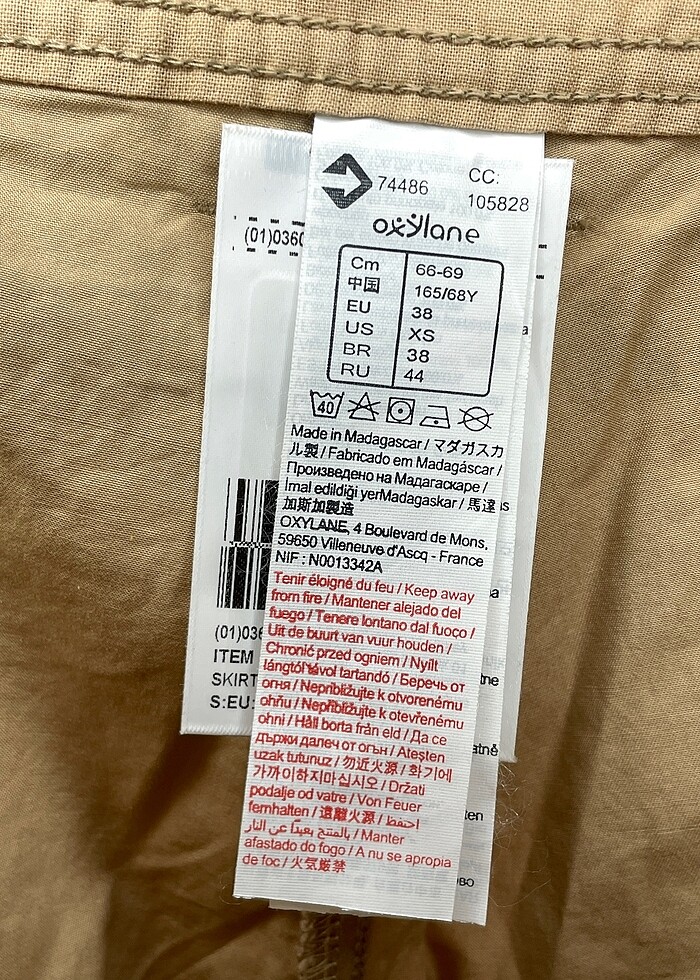 74486
CC:
105828
oxylane
Cm 66-69
中国 165/68Y
EU 38
US XS
BR 38
RU 44
40
Made in Madagascar / マダガスカ
ル製 / Fabricado em Madagáscar /
Произведено на Мадагаскаре /
İmal edildiği yerMadagaskar / 馬達
加斯加製造
OXYLANE, 4 Boulevard de Mons,
59650 Villeneuve d'Ascq - France
NIF : N0013342A
Tenir éloigné du feu / Keep away
from fire / Mantener alejado del
fuego / Tenere lontano dal fuoco /
Uit de buurt van vuur houden /
Chronić przed ogniem / Nyílt
lángtól távol tartandó / Беречь от
огня / Nepribližujte k otvorenému
ohňu / Nepřibližujte k otevřenému
ohni / Håll borta från eld / Да се
държи далеч от огън / Ateşten
uzak tutunuz / 勿近火源 / 화기에
가까이하지마십시오 / Držati
podalje od vatre / Von Feuer
fernhalten / 遠離火源 / احتفظ
بالمنتج بعيداً عن النار / Manter
afastado do fogo / A nu se apropia
de foc / 火気厳禁
(01)0360
(01)036
ITEM
SKIRT
S:EU: